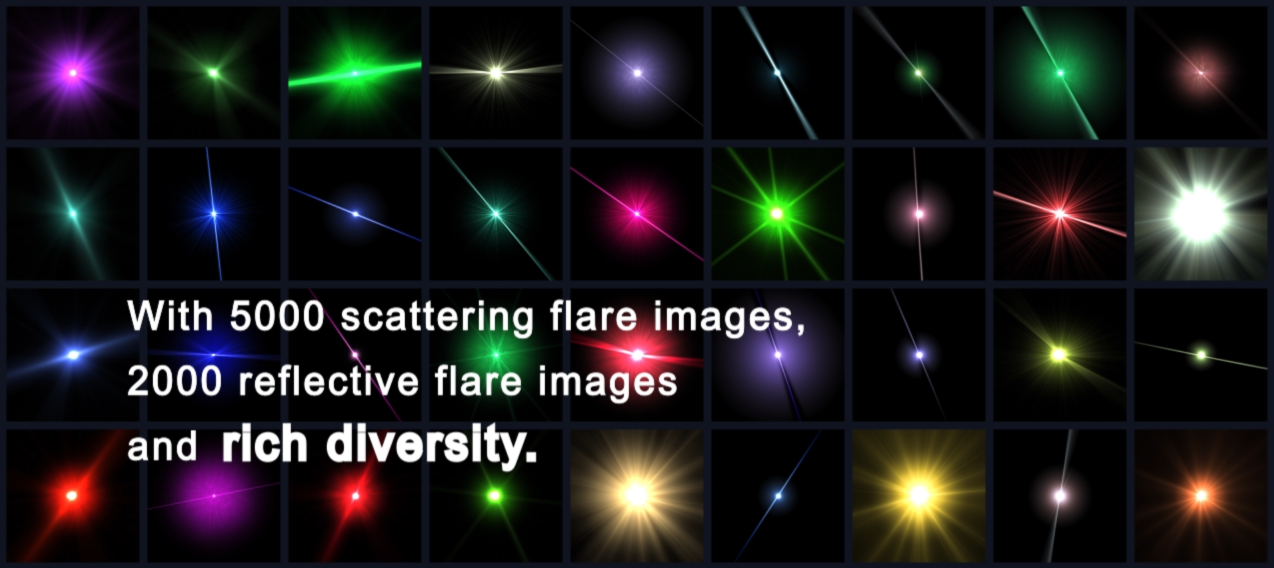 With 5000 scattering flare images,
2000 reflective flare images
and rich diversity.